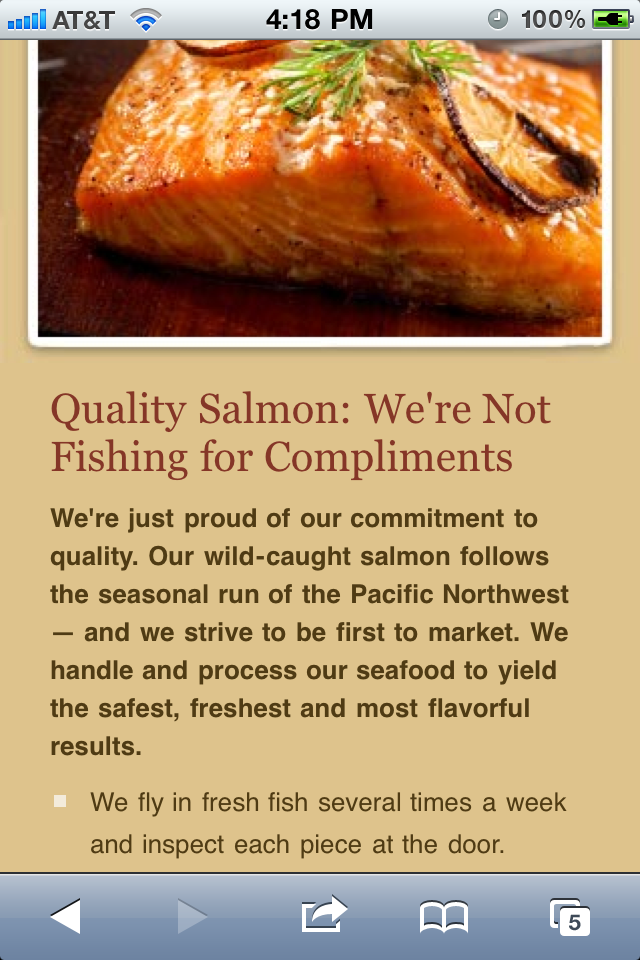 AT&T 4:18 PM 100%
Quality Salmon: We're Not
Fishing for Compliments
We're just proud of our commitment to
quality. Our wild-caught salmon follows
the seasonal run of the Pacific Northwest
— and we strive to be first to market. We
handle and process our seafood to yield
the safest, freshest and most flavorful
results.
We fly in fresh fish several times a week
and inspect each piece at the door.
5